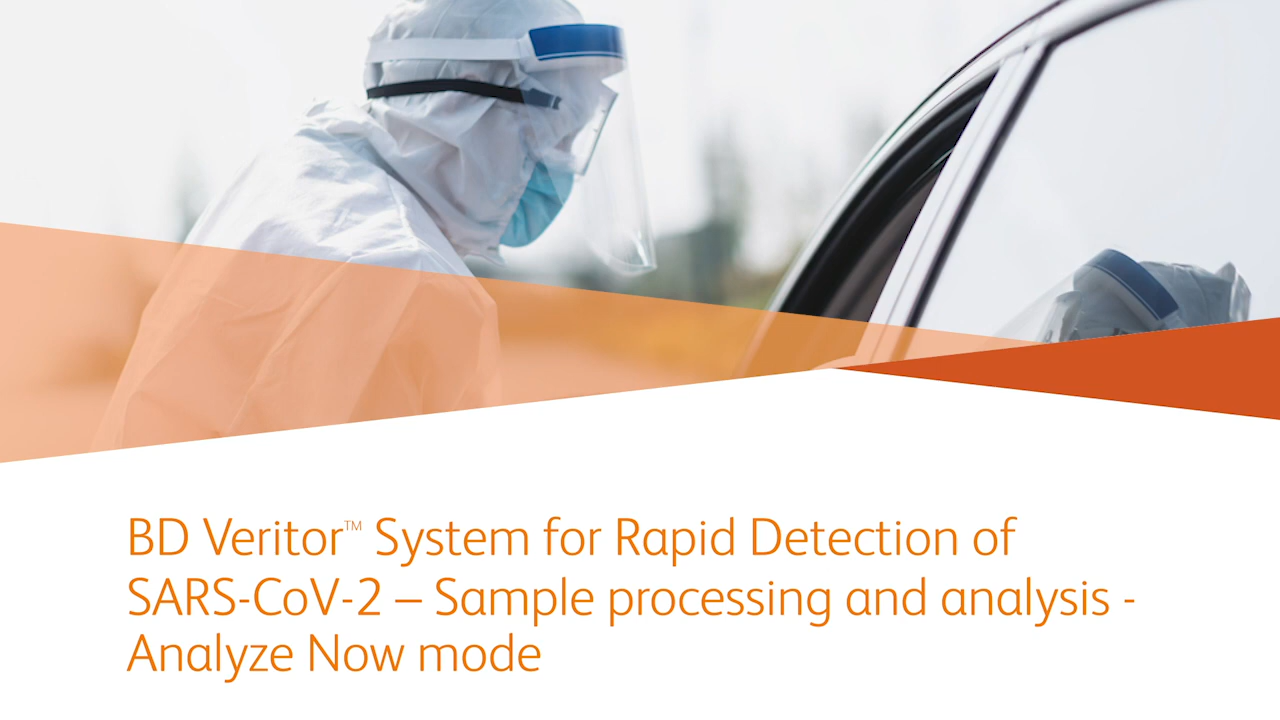 BD Veritor™ System for Rapid Detection of
SARS-CoV-2 – Sample processing and analysis -
Analyze Now mode